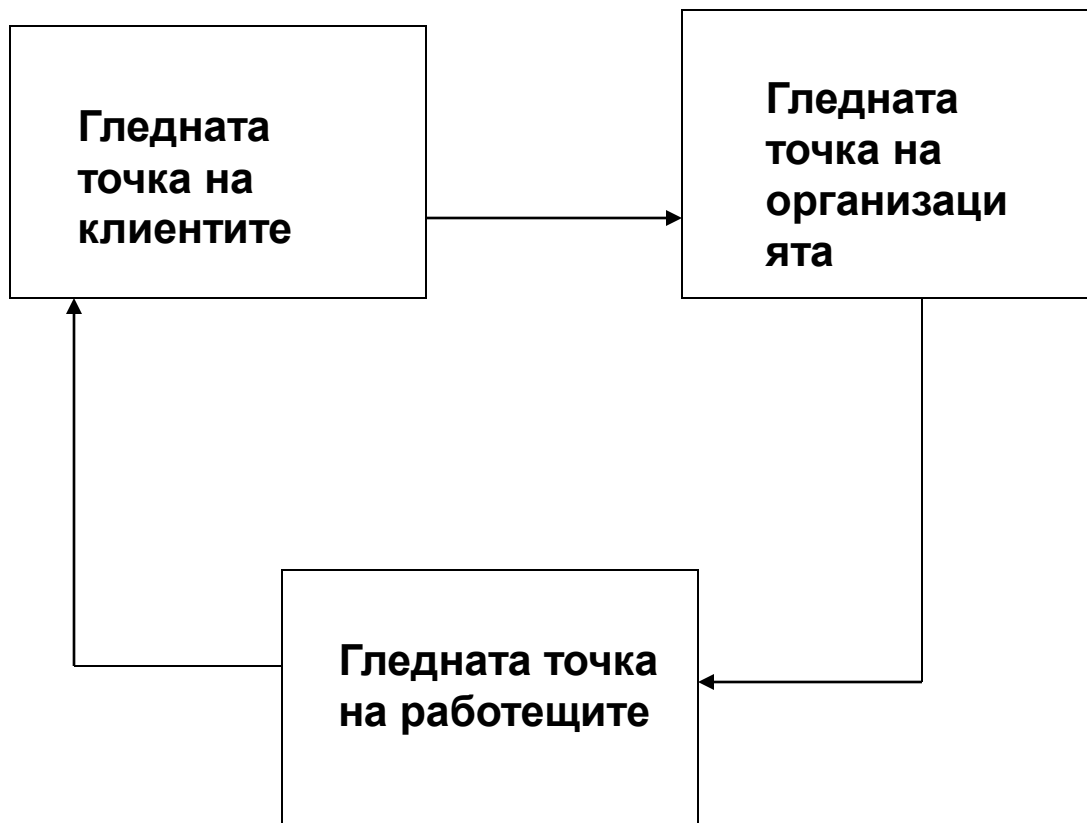 Гледната
точка на
клиентите
Гледната
точка на
организаци
ята
Гледната точка
на работещите